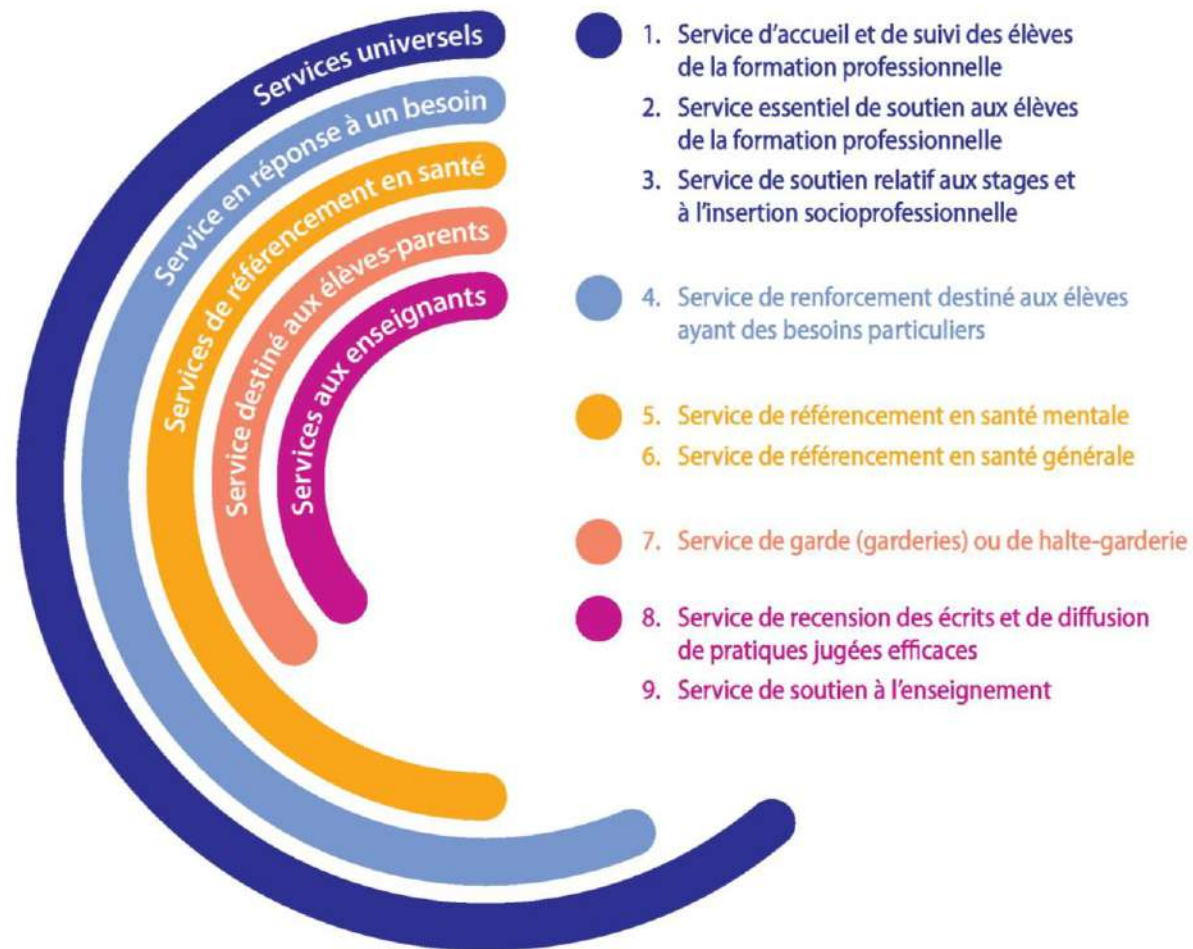 Services universels
Service en réponse à un besoin
Services de référencement en santé
Service destiné aux élèves-parents
Services aux enseignants
1. Service d'accueil et de suivi des élèves
de la formation professionnelle
2. Service essentiel de soutien aux élèves
de la formation professionnelle
3. Service de soutien relatif aux stages et
à l'insertion socioprofessionnelle
4. Service de renforcement destiné aux élèves
ayant des besoins particuliers
5. Service de référencement en santé mentale
6. Service de référencement en santé générale
7. Service de garde (garderies) ou de halte-garderie
8. Service de recension des écrits et de diffusion
de pratiques jugées efficaces
9. Service de soutien à l'enseignement